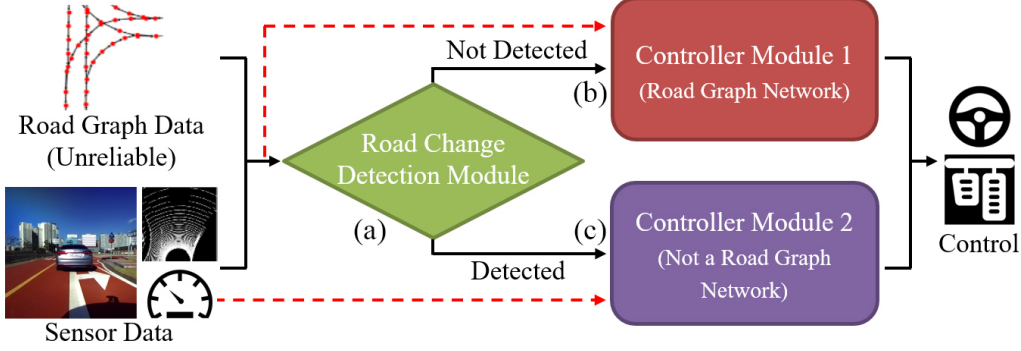 Road Graph Data
(Unreliable)
Sensor Data
Road Change
Detection Module
(a)
Not Detected
(b)
Controller Module 1
(Road Graph Network)
(c)
Detected
Controller Module 2
(Not a Road Graph
Network)
Control